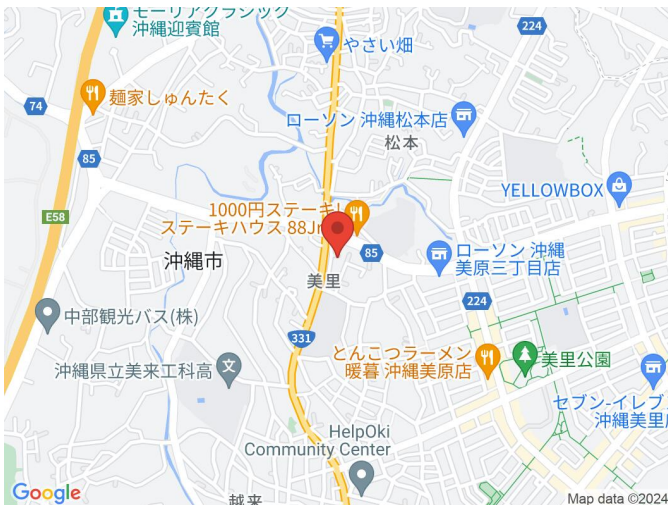 モーリアクラシック
沖縄迎賓館
224
やさい畑
麺家しゅんたく
74
ローソン 沖縄松本店
松本
85
YELLOWBOX
1000円ステーキ
ステーキハウス 88Jr
E58
沖縄市
85
ローソン 沖縄
美原三丁目店
美里
224
中部観光バス(株)
331
とんこつラーメン
暖暮 沖縄美原店
美里公園
沖縄県立美来工科高
文
セブン-イレブ
沖縄美里
HelpOki
Community Center
越来
Google
Map data ©2024